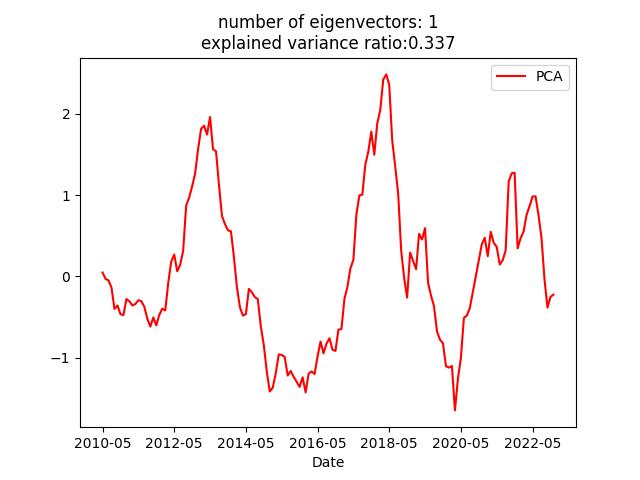 number of eigenvectors: 1
explained variance ratio:0.337
PCA
2
1
0
−1
2010-05 2012-05 2014-05 2016-05 2018-05 2020-05 2022-05
Date